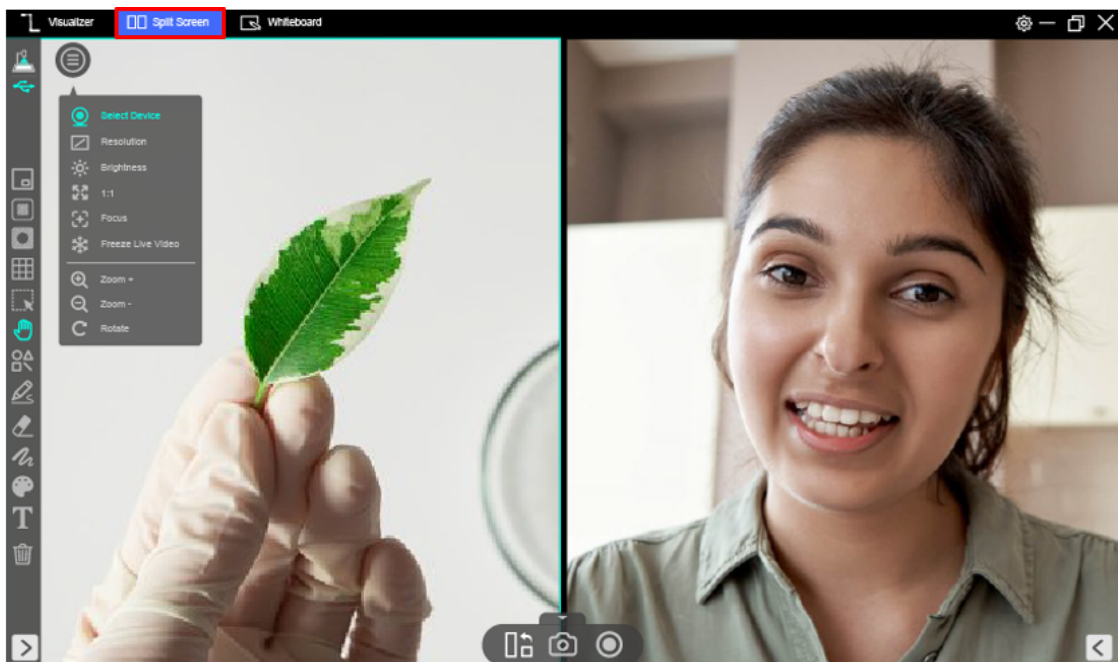 Visualizer Split Screen Whiteboard
Select Device
Resolution
Brightness
1:1
Focus
Freeze Live Video
Zoom +
Zoom -
Rotate
T